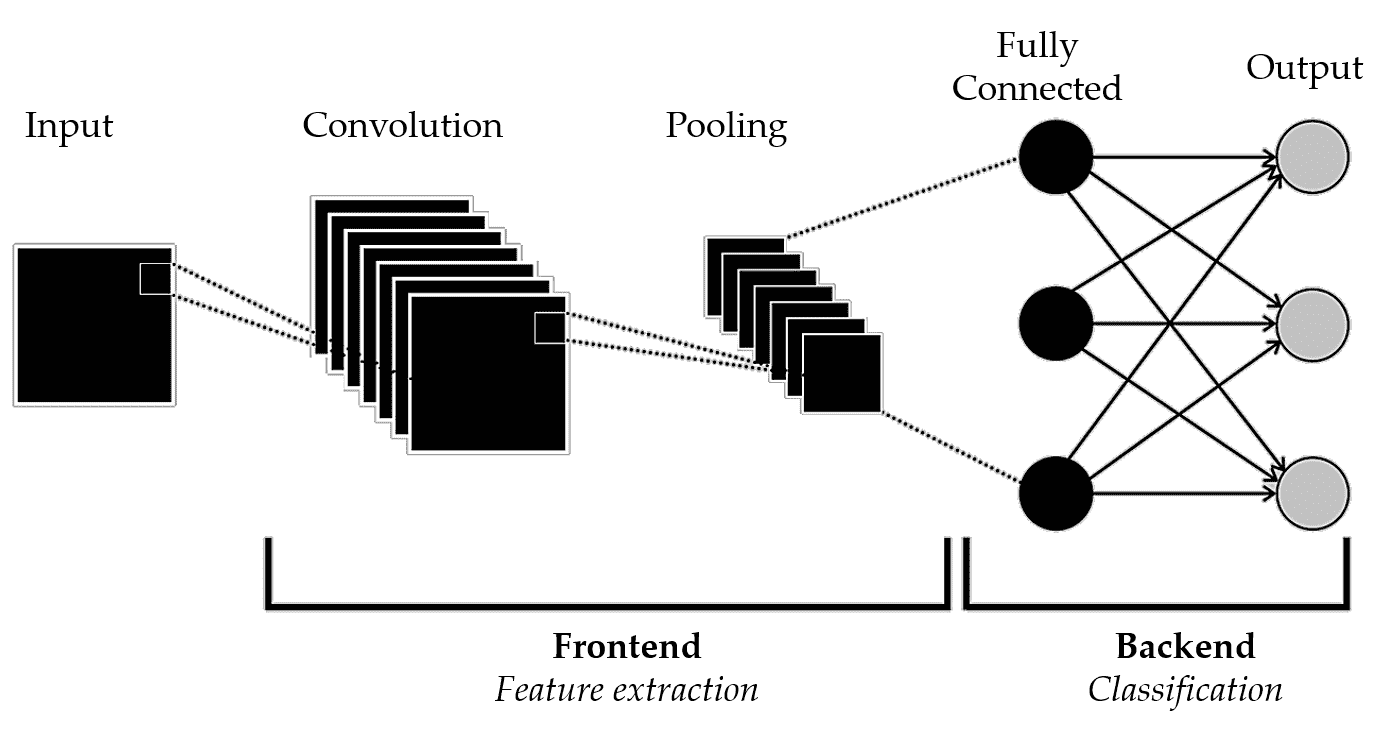 Input
Convolution
Pooling
Fully
Connected
Output
Frontend
Feature extraction
Backend
Classification